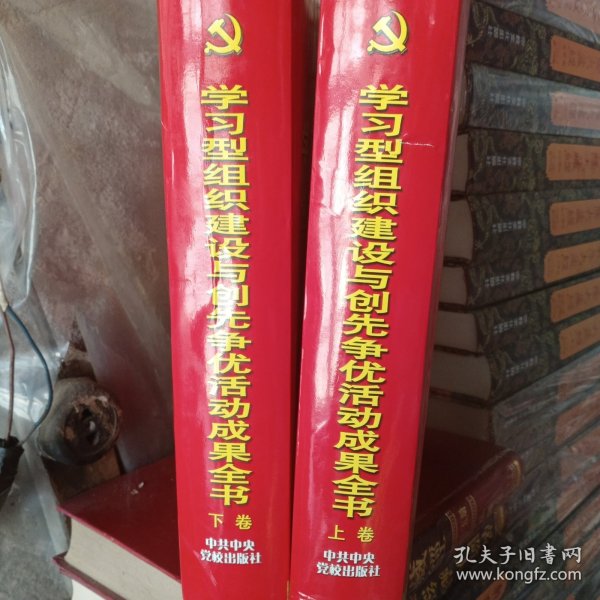 学习型组织建设与创先争优活动成果全书
下卷
中共中央
党校出版社
学习型组织建设与创先争优活动成果全书
上卷
中共中央
党校出版社
孔夫子旧书网
www.kongfz.com